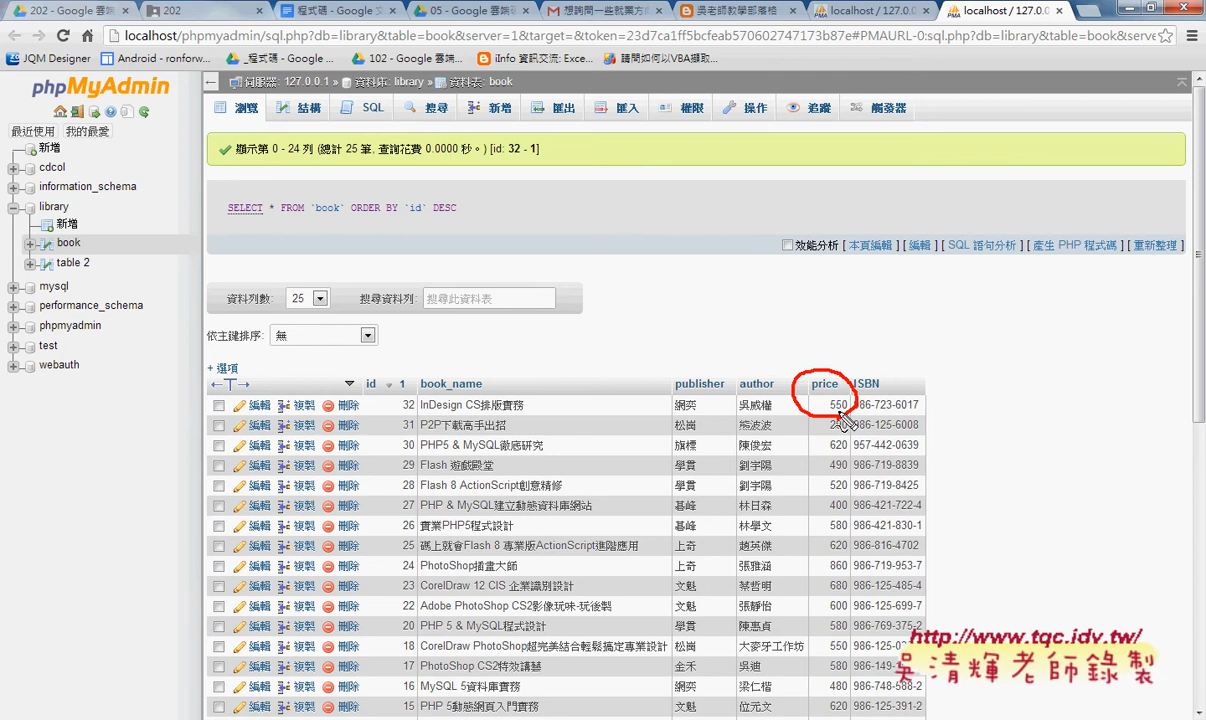 202 - Google 雲端
202
程式碼 - Google 文
05 - Google 雲端
想詢問一些就業方
吳老師教學部落格
localhost / 127.0.
localhost / 127.0.
localhost/phpmyadmin/sql.php?db=library&table=book&server=1&target=&token=23d7ca1ff5bcfeab570602747173b87e#PMAURL-0:sql.php?db=library&table=book&serve
JQM Designer
Android - ronforw...
_程式碼 - Google ...
102 - Google 雲端...
iInfo 資訊交流: Exce...
請問如何以VBA擷取...
phpMyAdmin
最近使用 我的最愛
新增
cdcol
information_schema
library
新增
book
table 2
mysql
performance_schema
phpmyadmin
test
webauth
伺服器: 127.0.0.1 » 資料庫: library » 資料表: book
瀏覽 結構 SQL 搜尋 新增 匯出 匯入 權限 操作 追蹤 觸發器
顯示第 0 - 24 列 (總計 25 筆, 查詢花費 0.0000 秒。) [id: 32 - 1]
SELECT * FROM `book` ORDER BY `id` DESC
效能分析 [ 本頁編輯 ] [ 編輯 ] [ SQL 語句分析 ] [ 產生 PHP 程式碼 ] [ 重新整理 ]
資料列數: 25 搜尋資料列: 搜尋此資料表
依主鍵排序: 無
+ 選項
←T→ id 1 book_name publisher author price ISBN
編輯 複製 刪除 32 InDesign CS排版實務 網奕 吳威權 550 986-723-6017
編輯 複製 刪除 31 P2P下載高手出招 松崗 熊波波 986-125-6008
編輯 複製 刪除 30 PHP5 & MySQL徹底研究 旗標 陳俊宏 620 957-442-0639
編輯 複製 刪除 29 Flash 遊戲殿堂 學貫 劉宇陽 490 986-719-8839
編輯 複製 刪除 28 Flash 8 ActionScript創意精修 學貫 劉宇陽 520 986-719-8425
編輯 複製 刪除 27 PHP & MySQL建立動態資料庫網站 碁峰 林日森 400 986-421-722-4
編輯 複製 刪除 26 實業PHP5程式設計 碁峰 林學文 580 986-421-830-1
編輯 複製 刪除 25 碼上就會Flash 8 專業版ActionScript進階應用 上奇 趙英傑 620 986-816-4702
編輯 複製 刪除 24 PhotoShop插畫大師 上奇 張雅涵 860 986-719-953-7
編輯 複製 刪除 23 CorelDraw 12 CIS 企業識別設計 文魁 蔡哲明 680 986-125-485-4
編輯 複製 刪除 22 Adobe PhotoShop CS2影像玩味-玩後製 文魁 張靜怡 600 986-125-699-7
編輯 複製 刪除 20 PHP 5 & MySQL程式設計 學貫 陳惠貞 580 986-769-375-2
編輯 複製 刪除 18 CorelDraw PhotoShop超完美結合輕鬆搞定專業設計 松崗 大麥牙工作坊 550 986-125-0
編輯 複製 刪除 17 PhotoShop CS2特效講藝 金禾 吳迪 580 986-149-
編輯 複製 刪除 16 MySQL 5資料庫實務 網奕 梁仁楷 480 986-748-588-2
編輯 複製 刪除 15 PHP 5動態網頁入門實務 文魁 位元文 620 986-125-391-2
http://www.tqc.idv.tw/
吳清輝老師錄製